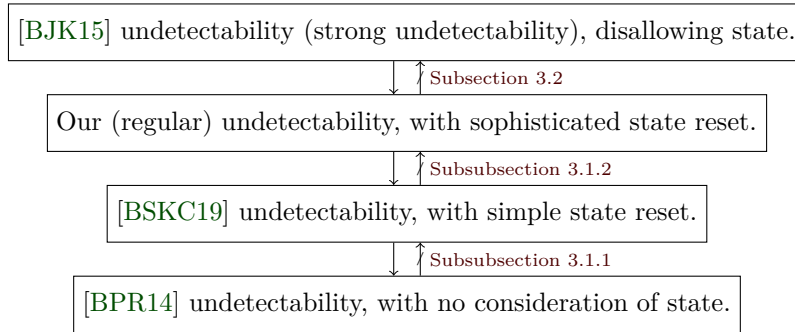 [BJK15] undetectability (strong undetectability), disallowing state.
Subsection 3.2
Our (regular) undetectability, with sophisticated state reset.
Subsubsection 3.1.2
[BSKC19] undetectability, with simple state reset.
Subsubsection 3.1.1
[BPR14] undetectability, with no consideration of state.